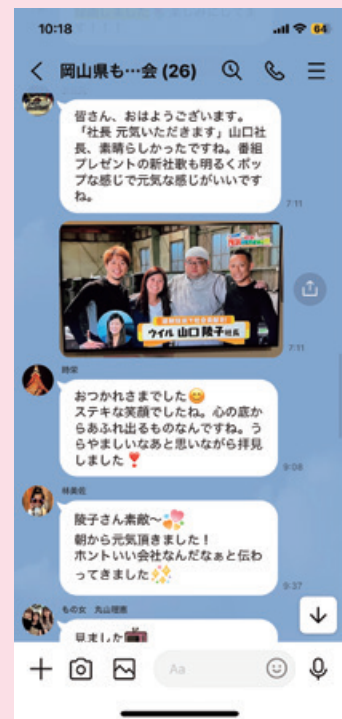 10:18
64
岡山県も…会 (26)
皆さん、おはようございます。
「社長 元気いただきます」山口社
長、素晴らしかったですね。番組
プレゼントの新社歌も明るくポッ
プな感じで元気な感じがいいです
ね。
7:11
ウイル 山口 陵子 社長
7:11
時栄
おつかれさまでした😊
ステキな笑顔でしたね。心の底か
らあふれ出るものなんですね。う
らやましいなあと思いながら拝見
しました❣️
9:08
林美佐
陵子さん素敵〜💞
朝から元気頂きました！
ホントいい会社なんだなぁと伝わ
ってきました✨
9:37
もの女 丸山瑠恵
見ました📺
Aa